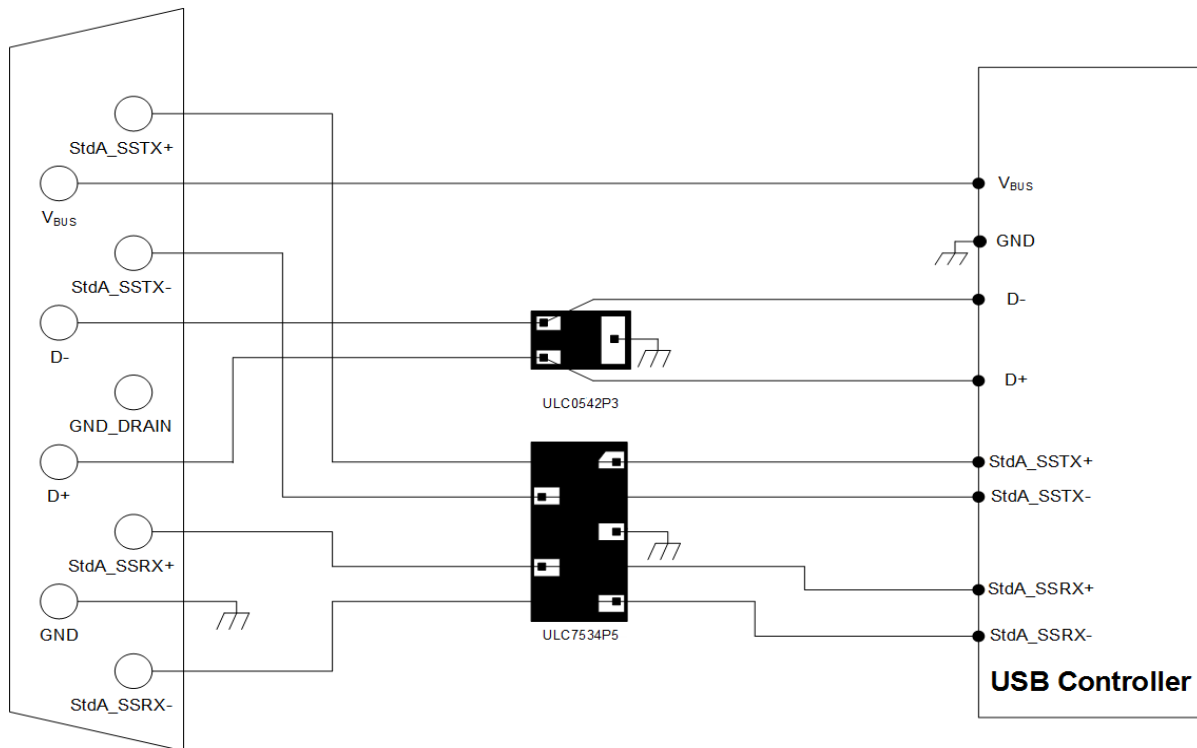 StdA_SSTX+
VBUS
StdA_SSTX-
D-
GND_DRAIN
D+
StdA_SSRX+
GND
StdA_SSRX-
ULC0542P3
ULC7534P5
VBUS
GND
D-
D+
StdA_SSTX+
StdA_SSTX-
StdA_SSRX+
StdA_SSRX-
USB Controller